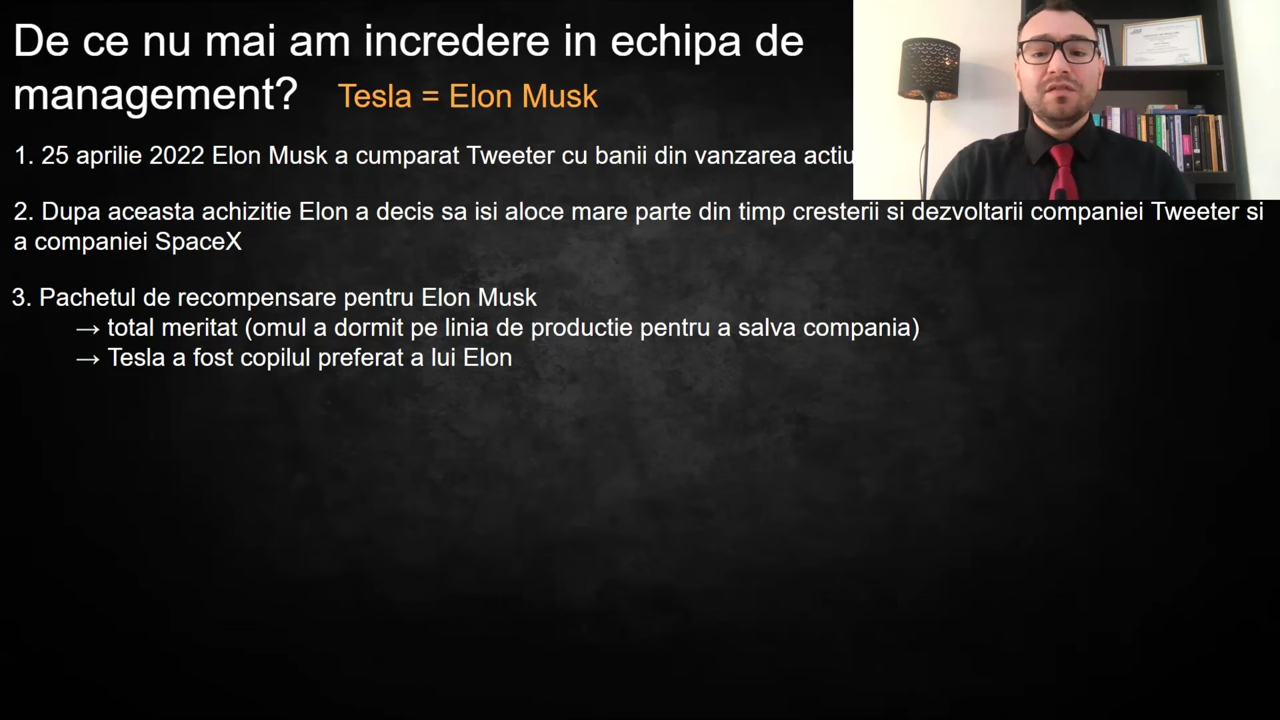 De ce nu mai am incredere in echipa de
management? Tesla = Elon Musk
1. 25 aprilie 2022 Elon Musk a cumparat Tweeter cu banii din vanzarea
2. Dupa aceasta achizitie Elon a decis sa isi aloce mare parte din timp cresterii si dezvoltarii companiei Tweeter si
a companiei SpaceX
3. Pachetul de recompensare pentru Elon Musk
→ total meritat (omul a dormit pe linia de productie pentru a salva compania)
→ Tesla a fost copilul preferat a lui Elon